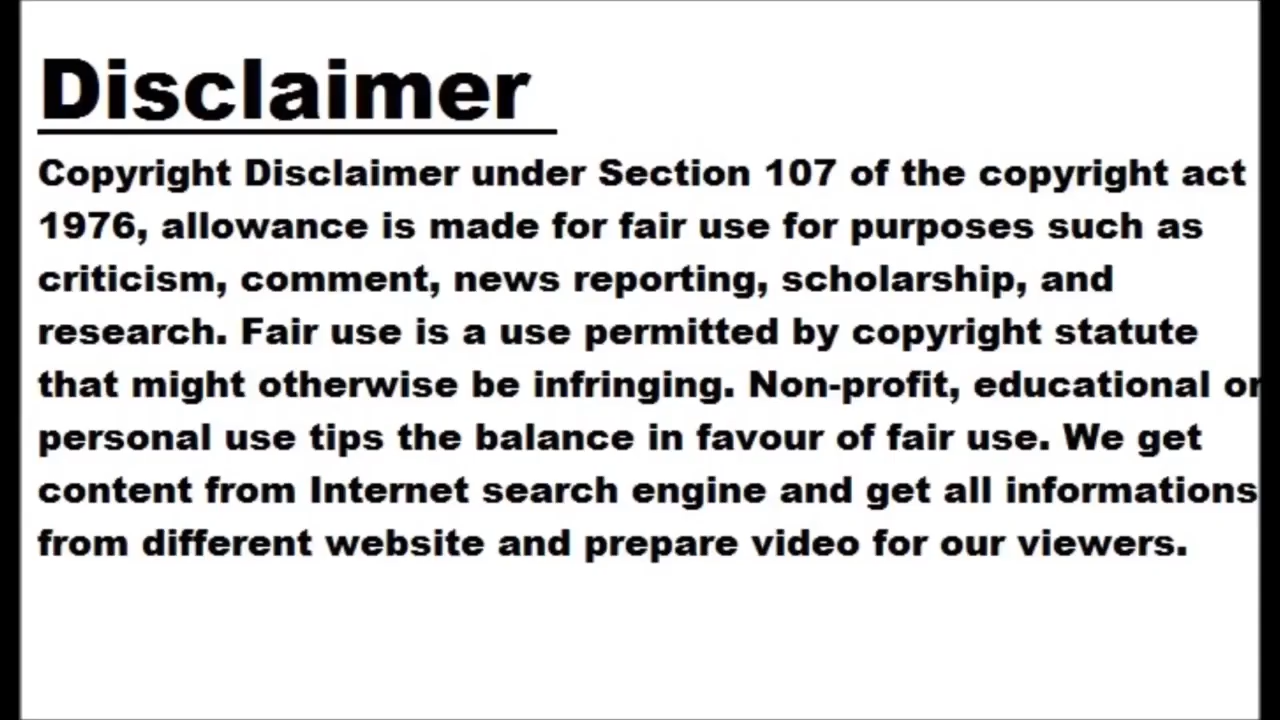 Disclaimer
Copyright Disclaimer under Section 107 of the copyright act
1976, allowance is made for fair use for purposes such as
criticism, comment, news reporting, scholarship, and
research. Fair use is a use permitted by copyright statute
that might otherwise be infringing. Non-profit, educational or
personal use tips the balance in favour of fair use. We get
content from Internet search engine and get all informations
from different website and prepare video for our viewers.